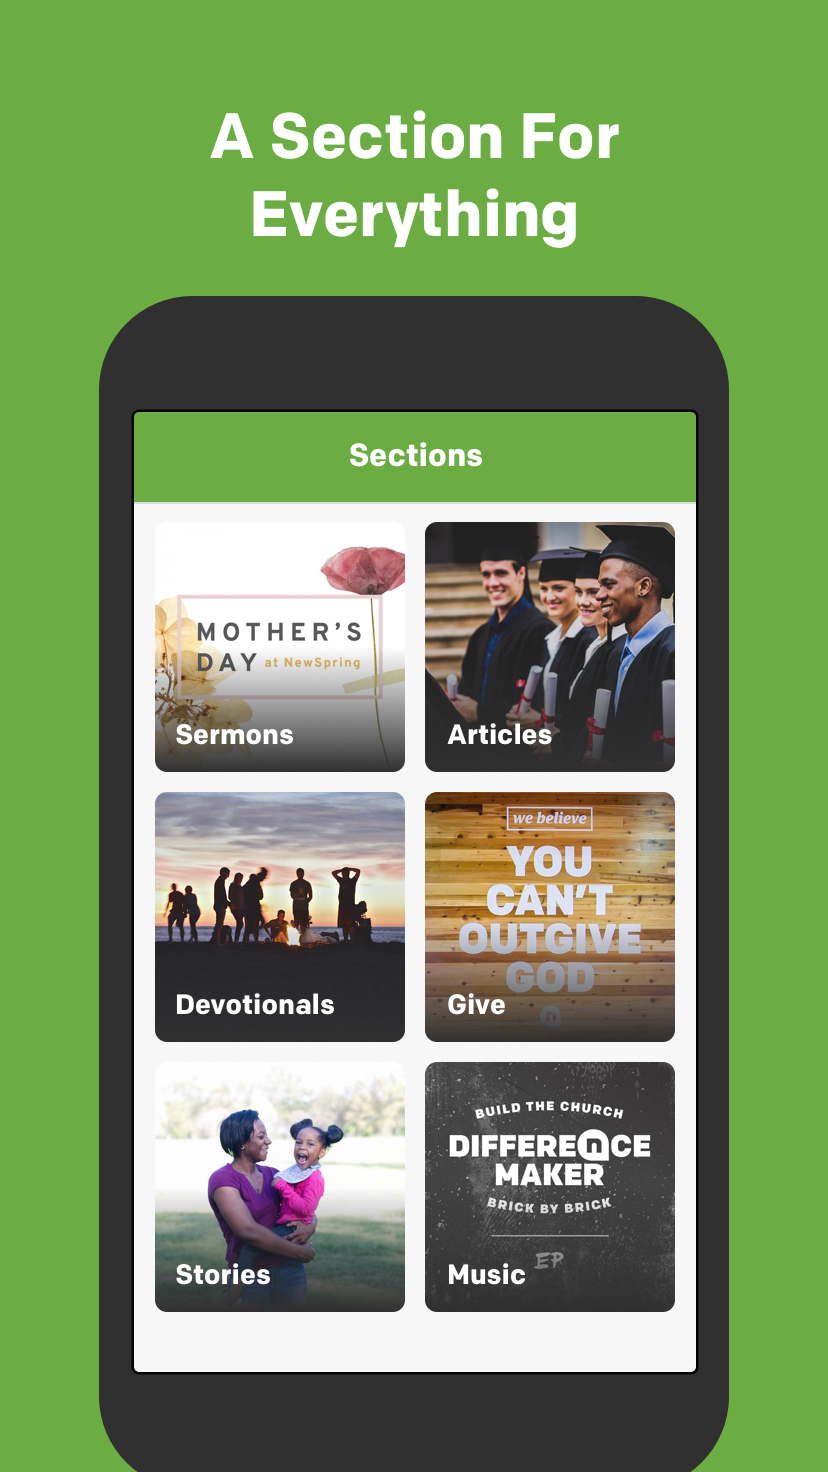 A Section For
Everything
Sections
MOTHER'S
DAY at NewSpring
Sermons
Articles
we believe
YOU
CAN'T
OUTGIVE
GOD
n
Devotionals
Give
BUILD THE CHURCH
DIFFERENCE
MAKER
BRICK BY BRICK
EP
Stories
Music